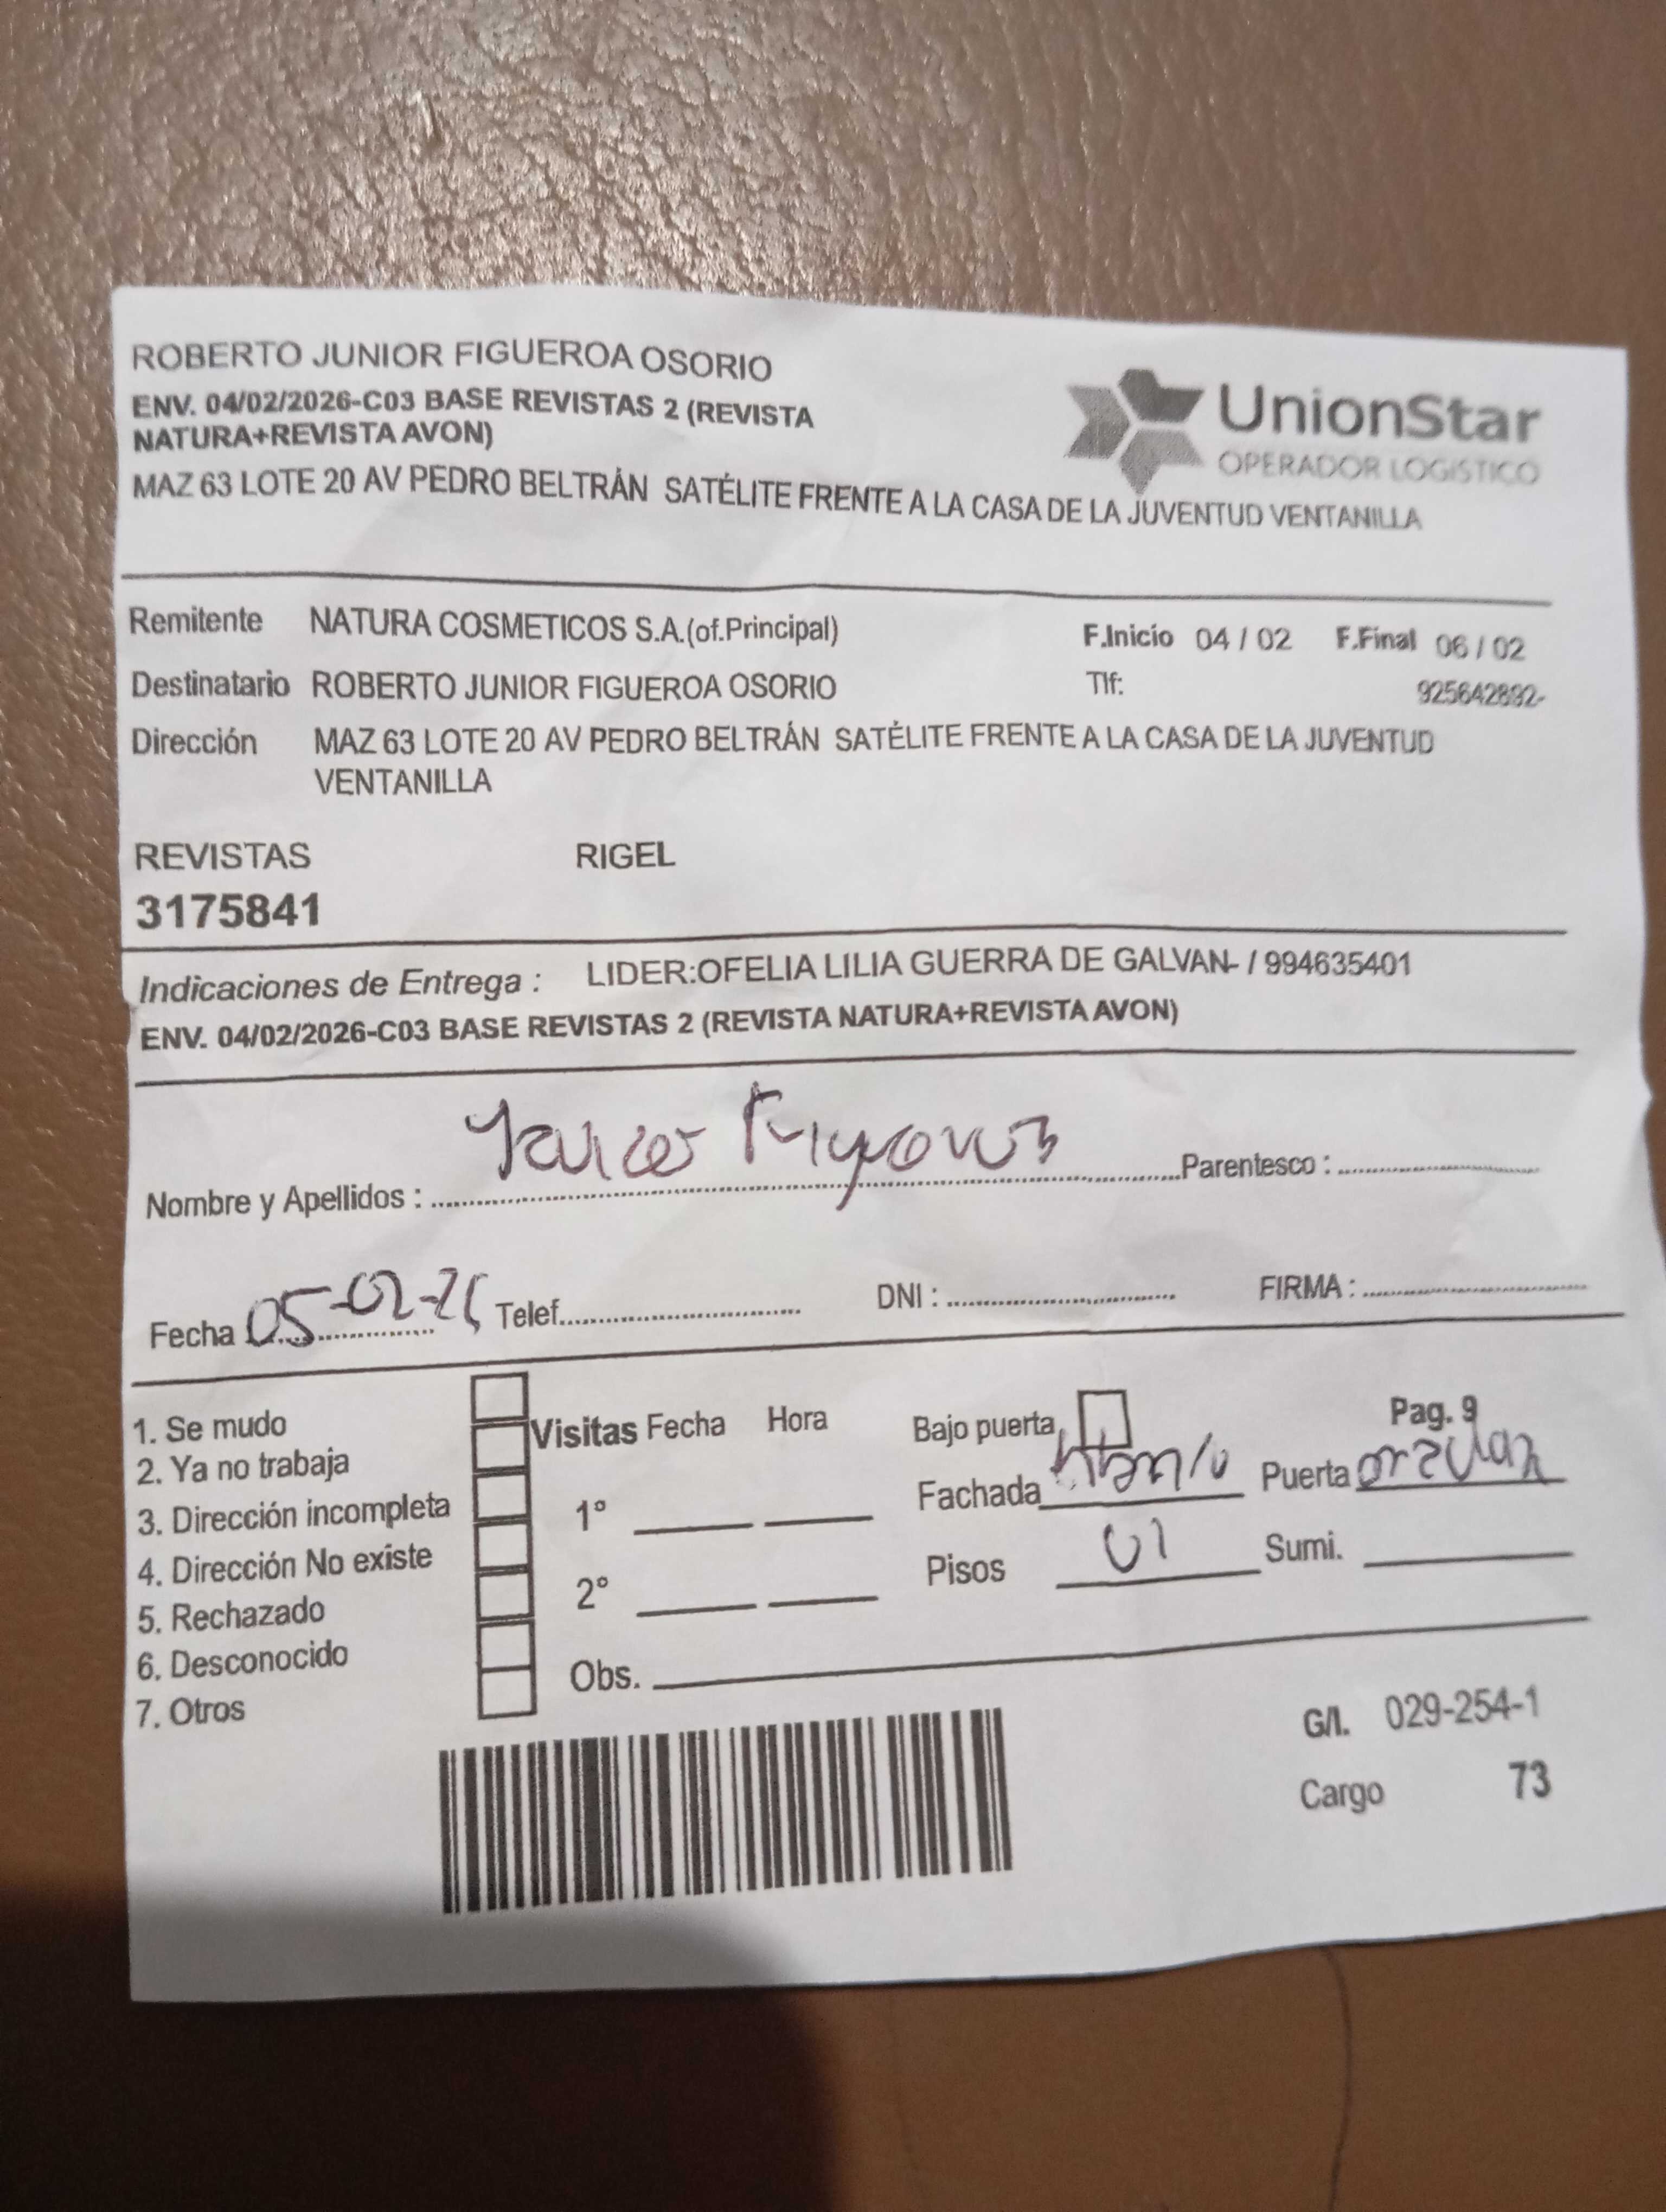 ROBERTO JUNIOR FIGUEROA OSORIO
ENV. 04/02/2026-C03 BASE REVISTAS 2 (REVISTA
NATURA+REVISTA AVON)
UnionStar
OPERADOR LOGISTICO
MAZ 63 LOTE 20 AV PEDRO BELTRÁN SATÉLITE FRENTE A LA CASA DE LA JUVENTUD VENTANILLA
Remitente NATURA COSMETICOS S.A.(of.Principal) F.Inicio 04 / 02 F.Final 06 / 02
Destinatario ROBERTO JUNIOR FIGUEROA OSORIO Tlf: 925642892-
Dirección MAZ 63 LOTE 20 AV PEDRO BELTRÁN SATÉLITE FRENTE A LA CASA DE LA JUVENTUD
VENTANILLA
REVISTAS RIGEL
3175841
Indicaciones de Entrega : LIDER:OFELIA LILIA GUERRA DE GALVAN- / 994635401
ENV. 04/02/2026-C03 BASE REVISTAS 2 (REVISTA NATURA+REVISTA AVON)
Nombre y Apellidos : Parentesco :
Fecha 05-02-26 Telef. DNI : FIRMA :
1. Se mudo
2. Ya no trabaja
3. Dirección incompleta
4. Dirección No existe
5. Rechazado
6. Desconocido
7. Otros
Visitas Fecha Hora
1°
2°
Obs.
Bajo puerta Pag. 9
Fachada Puerta
Pisos 01 Sumi.
G/I. 029-254-1
Cargo 73